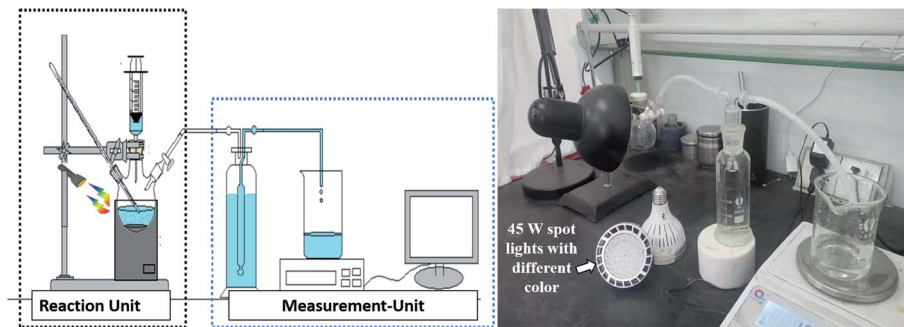 Reaction Unit
Measurement-Unit
45 W spot
lights with
different
color